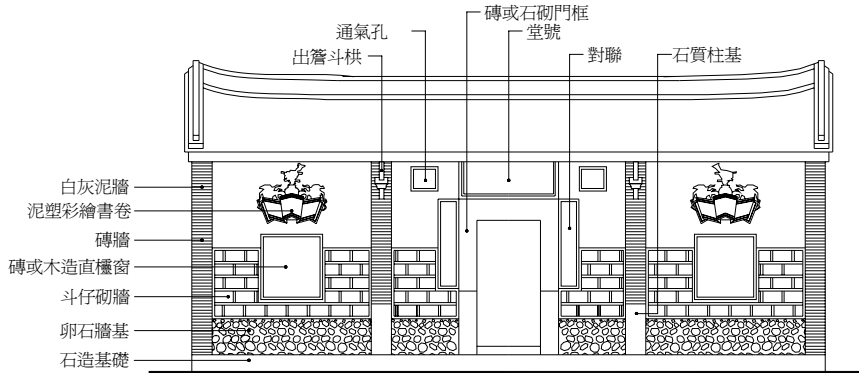 磚或石砌門框
通氣孔
堂號
出簷斗栱
對聯
石質柱基
白灰泥牆
泥塑彩繪書卷
磚牆
磚或木造直櫺窗
斗仔砌牆
卵石牆基
石造基礎